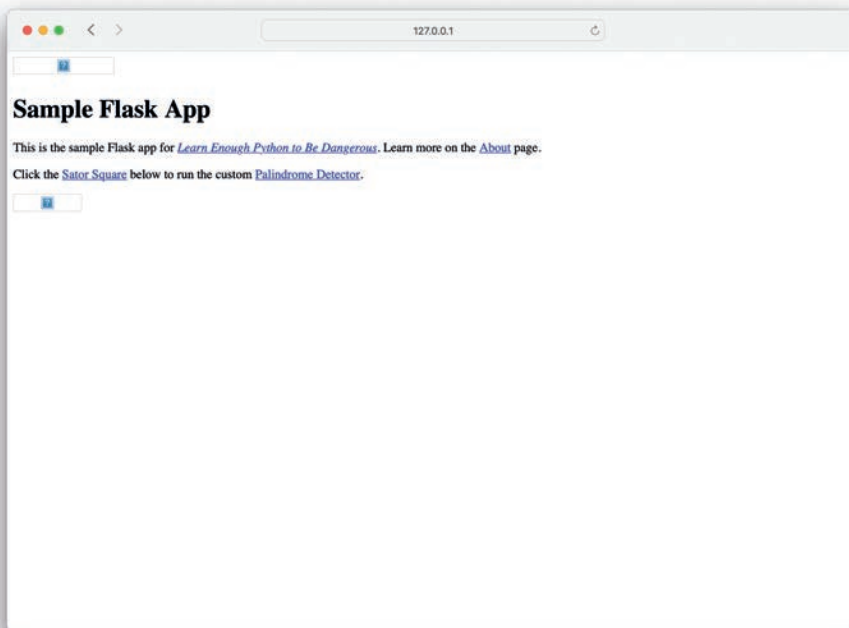 127.0.0.1
Sample Flask App
This is the sample Flask app for Learn Enough Python to Be Dangerous. Learn more on the About page.
Click the Sator Square below to run the custom Palindrome Detector.